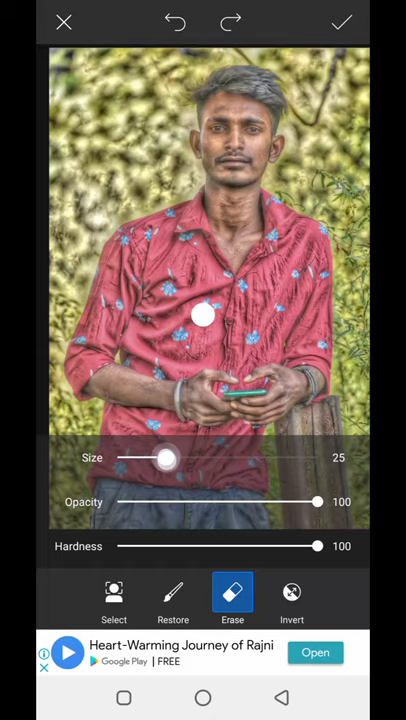 Size 25
Opacity 100
Hardness 100
Select Restore Erase Invert
Heart-Warming Journey of Rajni
Google Play | FREE
Open